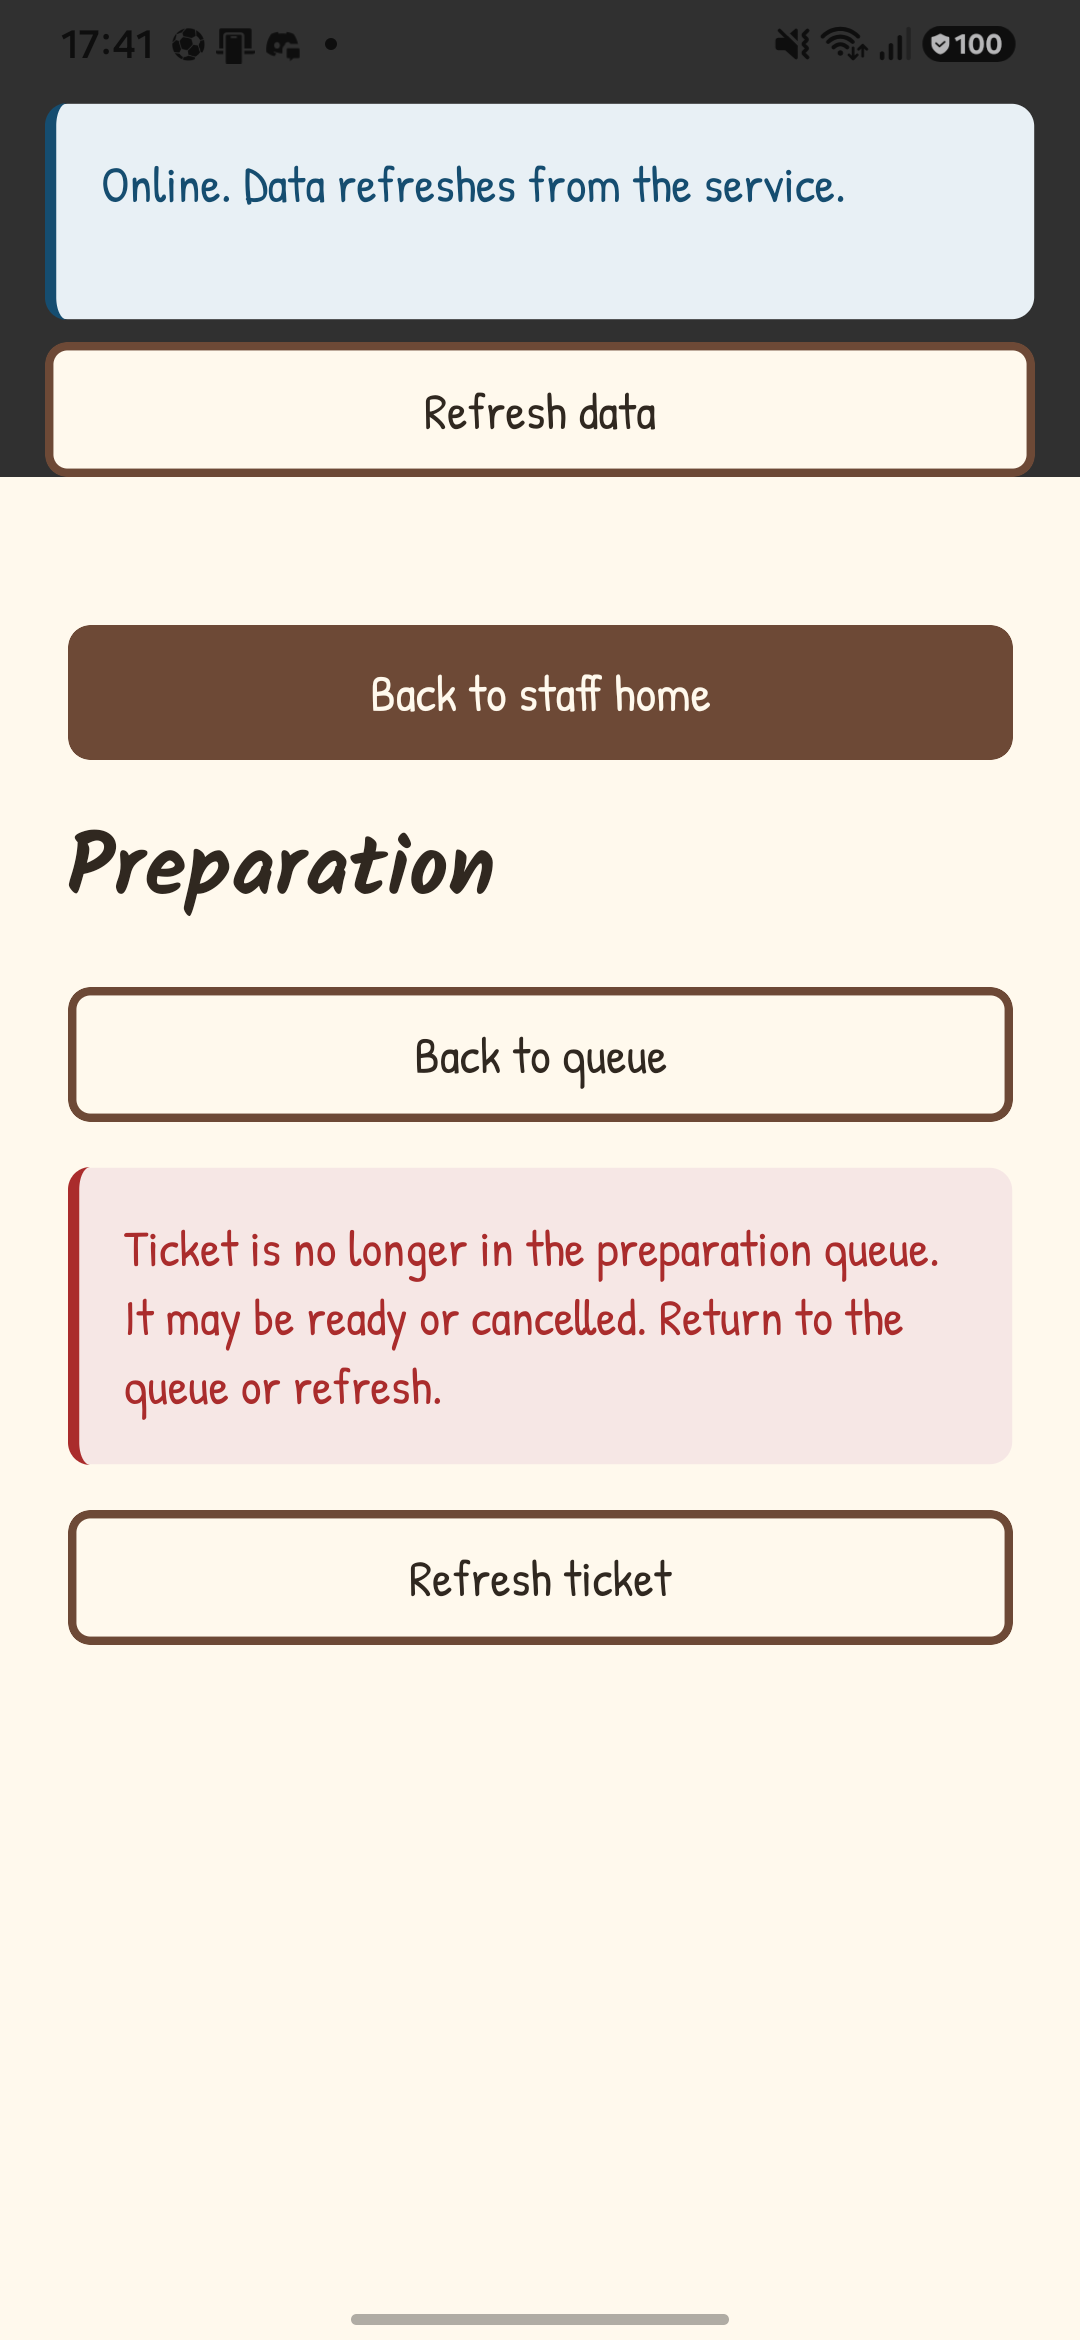 17:41
100
Online. Data refreshes from the service.
Refresh data
Back to staff home
Preparation
Back to queue
Ticket is no longer in the preparation queue.
It may be ready or cancelled. Return to the
queue or refresh.
Refresh ticket